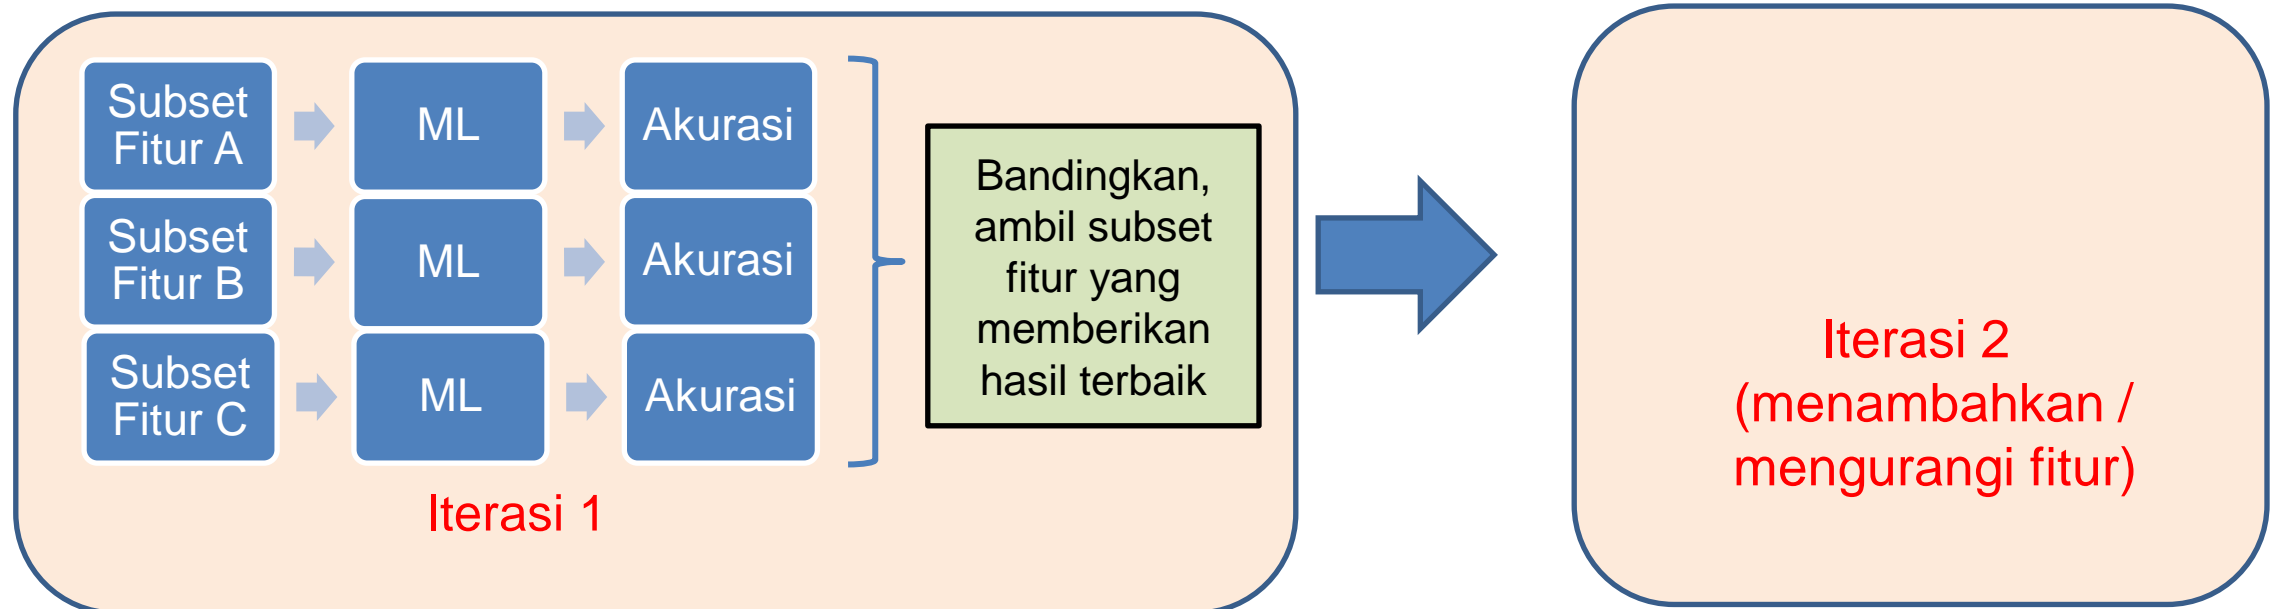 Subset
Fitur A
ML
Akurasi
Subset
Fitur B
ML
Akurasi
Subset
Fitur C
ML
Akurasi
Iterasi 1
Bandingkan,
ambil subset
fitur yang
memberikan
hasil terbaik
Iterasi 2
(menambahkan /
mengurangi fitur)